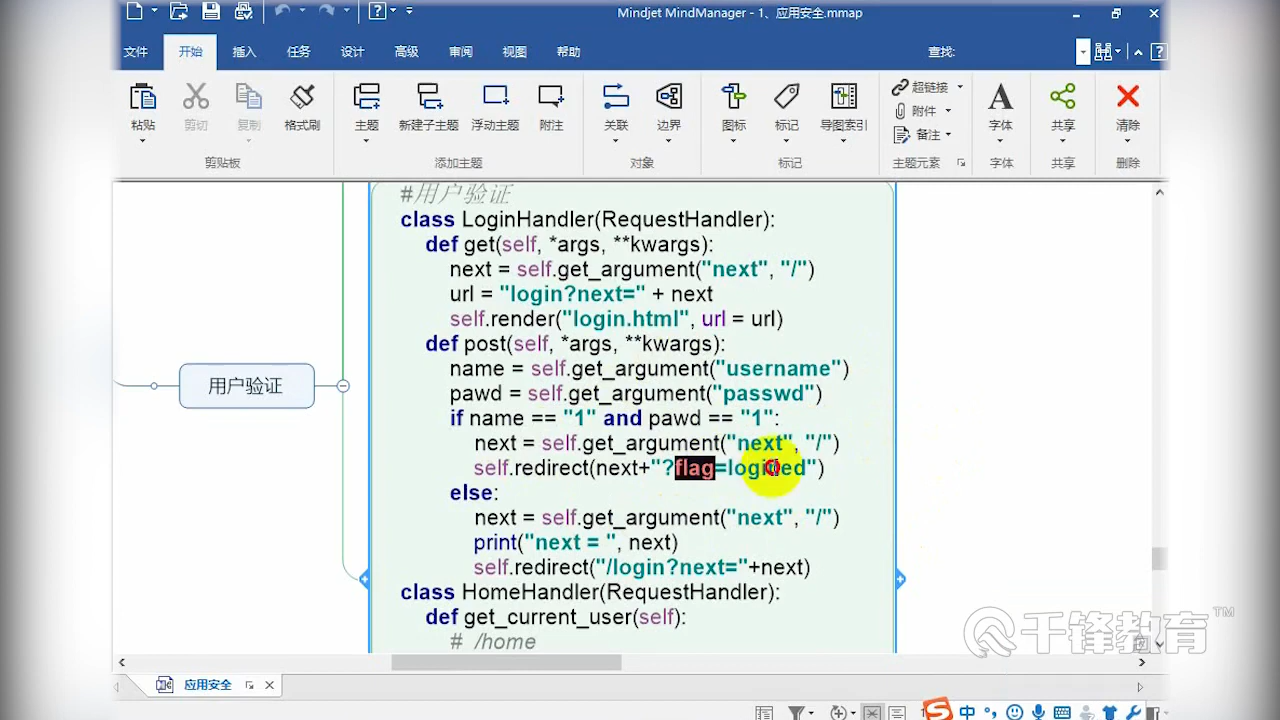 Mindjet MindManager - 1、应用安全.mmap
文件 开始 插入 任务 设计 高级 审阅 视图 帮助 查找:
粘贴 剪切 复制 格式刷 主题 新建子主题 浮动主题 附注 关联 边界 图标 标记 导图索引 超链接 附件 备注 字体 共享 清除
剪贴板 添加主题 对象 标记 主题元素 字体 共享 删除
#用户验证
class LoginHandler(RequestHandler):
def get(self, *args, **kwargs):
next = self.get_argument("next", "/")
url = "login?next=" + next
self.render("login.html", url = url)
def post(self, *args, **kwargs):
name = self.get_argument("username")
pawd = self.get_argument("passwd")
if name == "1" and pawd == "1":
next = self.get_argument("next", "/")
self.redirect(next+"?flag=logined")
else:
next = self.get_argument("next", "/")
print("next = ", next)
self.redirect("/login?next="+next)
class HomeHandler(RequestHandler):
def get_current_user(self):
# /home
用户验证
千锋教育™
应用安全
中